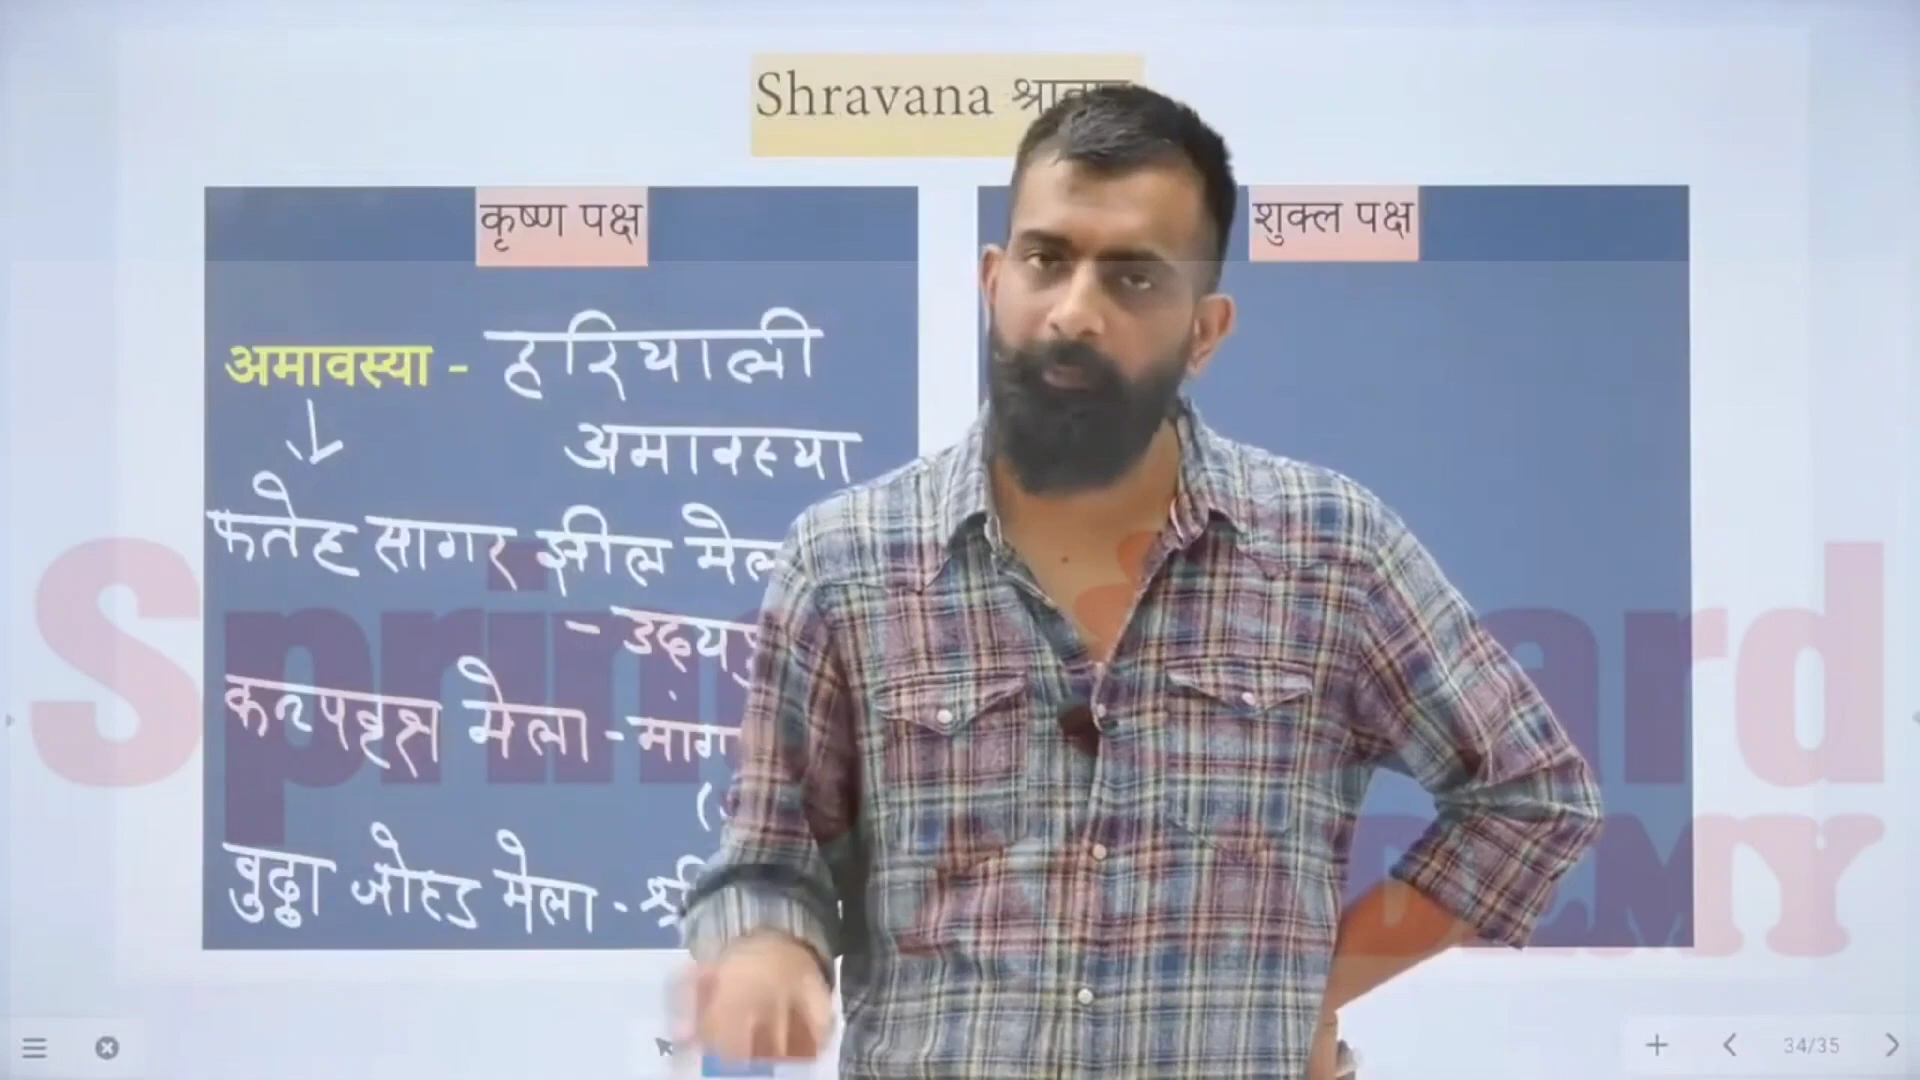 Shravana
कृष्ण पक्ष
शुक्ल पक्ष
अमावस्या - हरियाली
अमावस्या
फतेह सागर झील
-
कल्पवृक्ष मेला -
बुढ्ढा जोहड मेला -
34/35